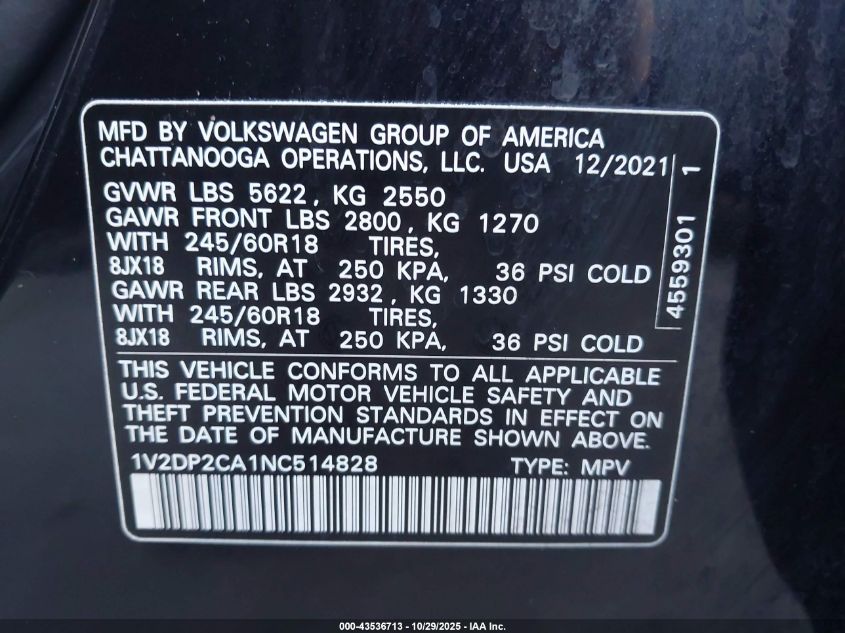 MFD BY VOLKSWAGEN GROUP OF AMERICA
CHATTANOOGA OPERATIONS, LLC. USA 12/2021
GVWR LBS 5622, KG 2550
GAWR FRONT LBS 2800, KG 1270
WITH 245/60R18 TIRES,
8JX18 RIMS, AT 250 KPA, 36 PSI COLD
GAWR REAR LBS 2932, KG 1330
WITH 245/60R18 TIRES,
8JX18 RIMS, AT 250 KPA, 36 PSI COLD
4559301 1
THIS VEHICLE CONFORMS TO ALL APPLICABLE
U.S. FEDERAL MOTOR VEHICLE SAFETY AND
THEFT PREVENTION STANDARDS IN EFFECT ON
THE DATE OF MANUFACTURE SHOWN ABOVE.
1V2DP2CA1NC514828 TYPE: MPV
000-43536713 - 10/29/2025 - IAA Inc.